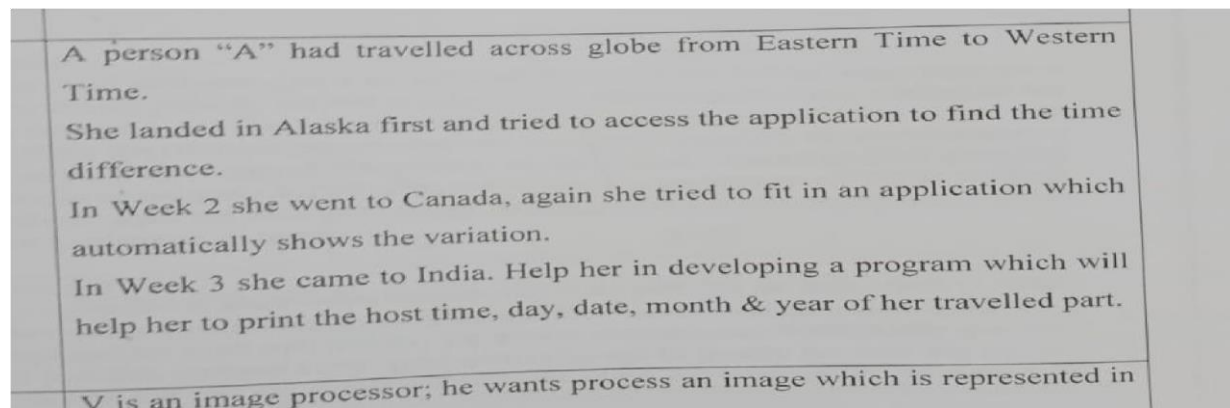 A person “A” had travelled across globe from Eastern Time to Western
Time.
She landed in Alaska first and tried to access the application to find the time
difference.
In Week 2 she went to Canada, again she tried to fit in an application which
automatically shows the variation.
In Week 3 she came to India. Help her in developing a program which will
help her to print the host time, day, date, month & year of her travelled part.
V is an image processor; he wants process an image which is represented in